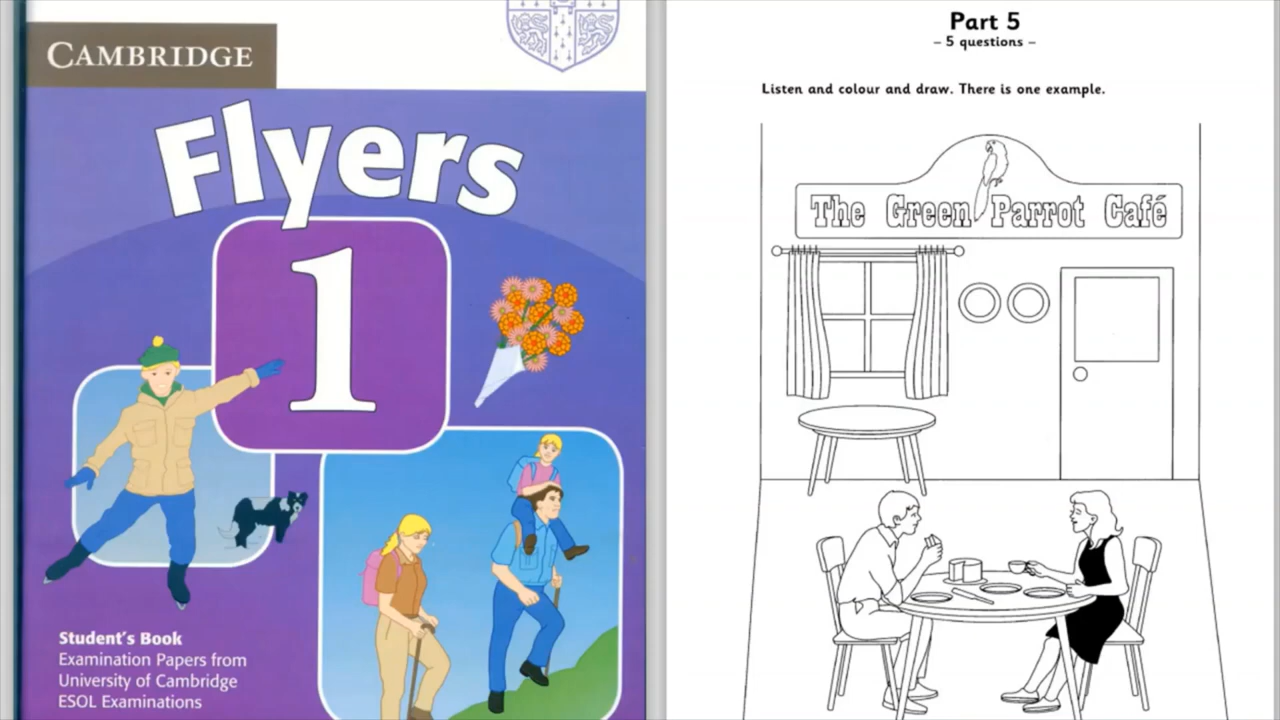 CAMBRIDGE
Flyers
1
Student's Book
Examination Papers from
University of Cambridge
ESOL Examinations
Part 5
– 5 questions –
Listen and colour and draw. There is one example.
The Green Parrot Café